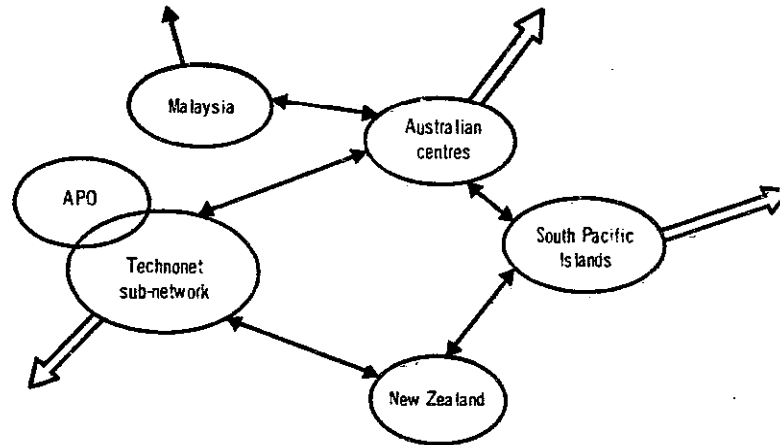 Malaysia
Australian
centres
APO
South Pacific
Islands
Technonet
sub-network
New Zealand